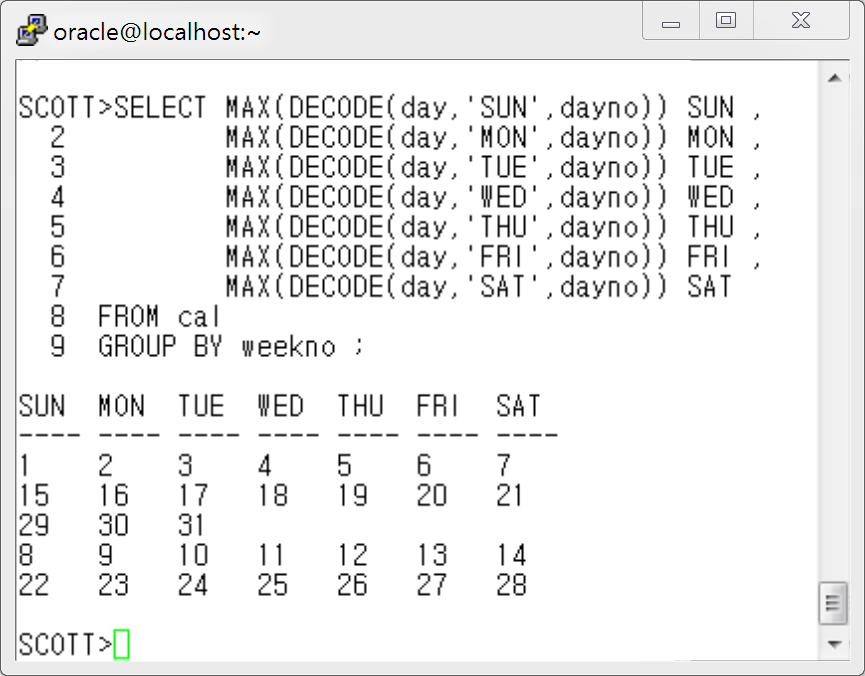 oracle@localhost:~
SCOTT>SELECT MAX(DECODE(day,'SUN',dayno)) SUN ,
  2          MAX(DECODE(day,'MON',dayno)) MON ,
  3          MAX(DECODE(day,'TUE',dayno)) TUE ,
  4          MAX(DECODE(day,'WED',dayno)) WED ,
  5          MAX(DECODE(day,'THU',dayno)) THU ,
  6          MAX(DECODE(day,'FRI',dayno)) FRI ,
  7          MAX(DECODE(day,'SAT',dayno)) SAT
  8  FROM cal
  9  GROUP BY weekno ;
SUN  MON  TUE  WED  THU  FRI  SAT
---- ---- ---- ---- ---- ---- ----
1    2    3    4    5    6    7
15   16   17   18   19   20   21
29   30   31
8    9    10   11   12   13   14
22   23   24   25   26   27   28
SCOTT>